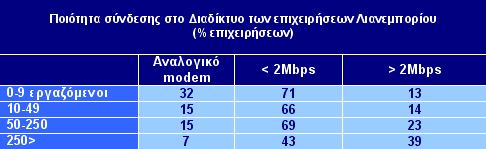 Ποιότητα σύνδεσης στο Διαδίκτυο των επιχειρήσεων Λιανεμπορίου
(% επιχειρήσεων)
Αναλογικό modem < 2Mbps > 2Mbps
0-9 εργαζόμενοι 32 71 13
10-49 15 66 14
50-250 15 69 23
250> 7 43 39